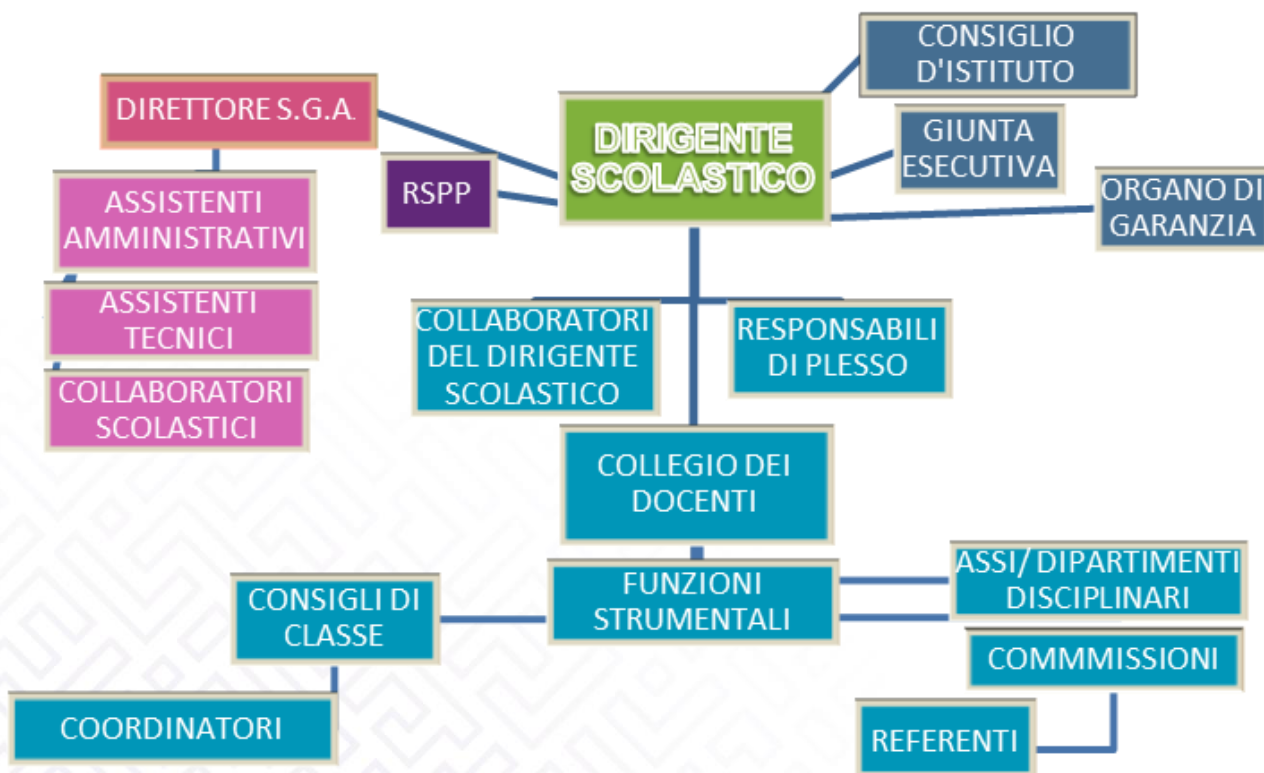 CONSIGLIO
D'ISTITUTO
DIRETTORE S.G.A.
DIRIGENTE
SCOLASTICO
GIUNTA
ESECUTIVA
RSPP
ORGANO DI
GARANZIA
ASSISTENTI
AMMINISTRATIVI
ASSISTENTI
TECNICI
COLLABORATORI
SCOLASTICI
COLLABORATORI
DEL DIRIGENTE
SCOLASTICO
RESPONSABILI
DI PLESSO
COLLEGIO DEI
DOCENTI
FUNZIONI
STRUMENTALI
ASSI/ DIPARTIMENTI
DISCIPLINARI
CONSIGLI DI
CLASSE
COMMMISSIONI
COORDINATORI
REFERENTI